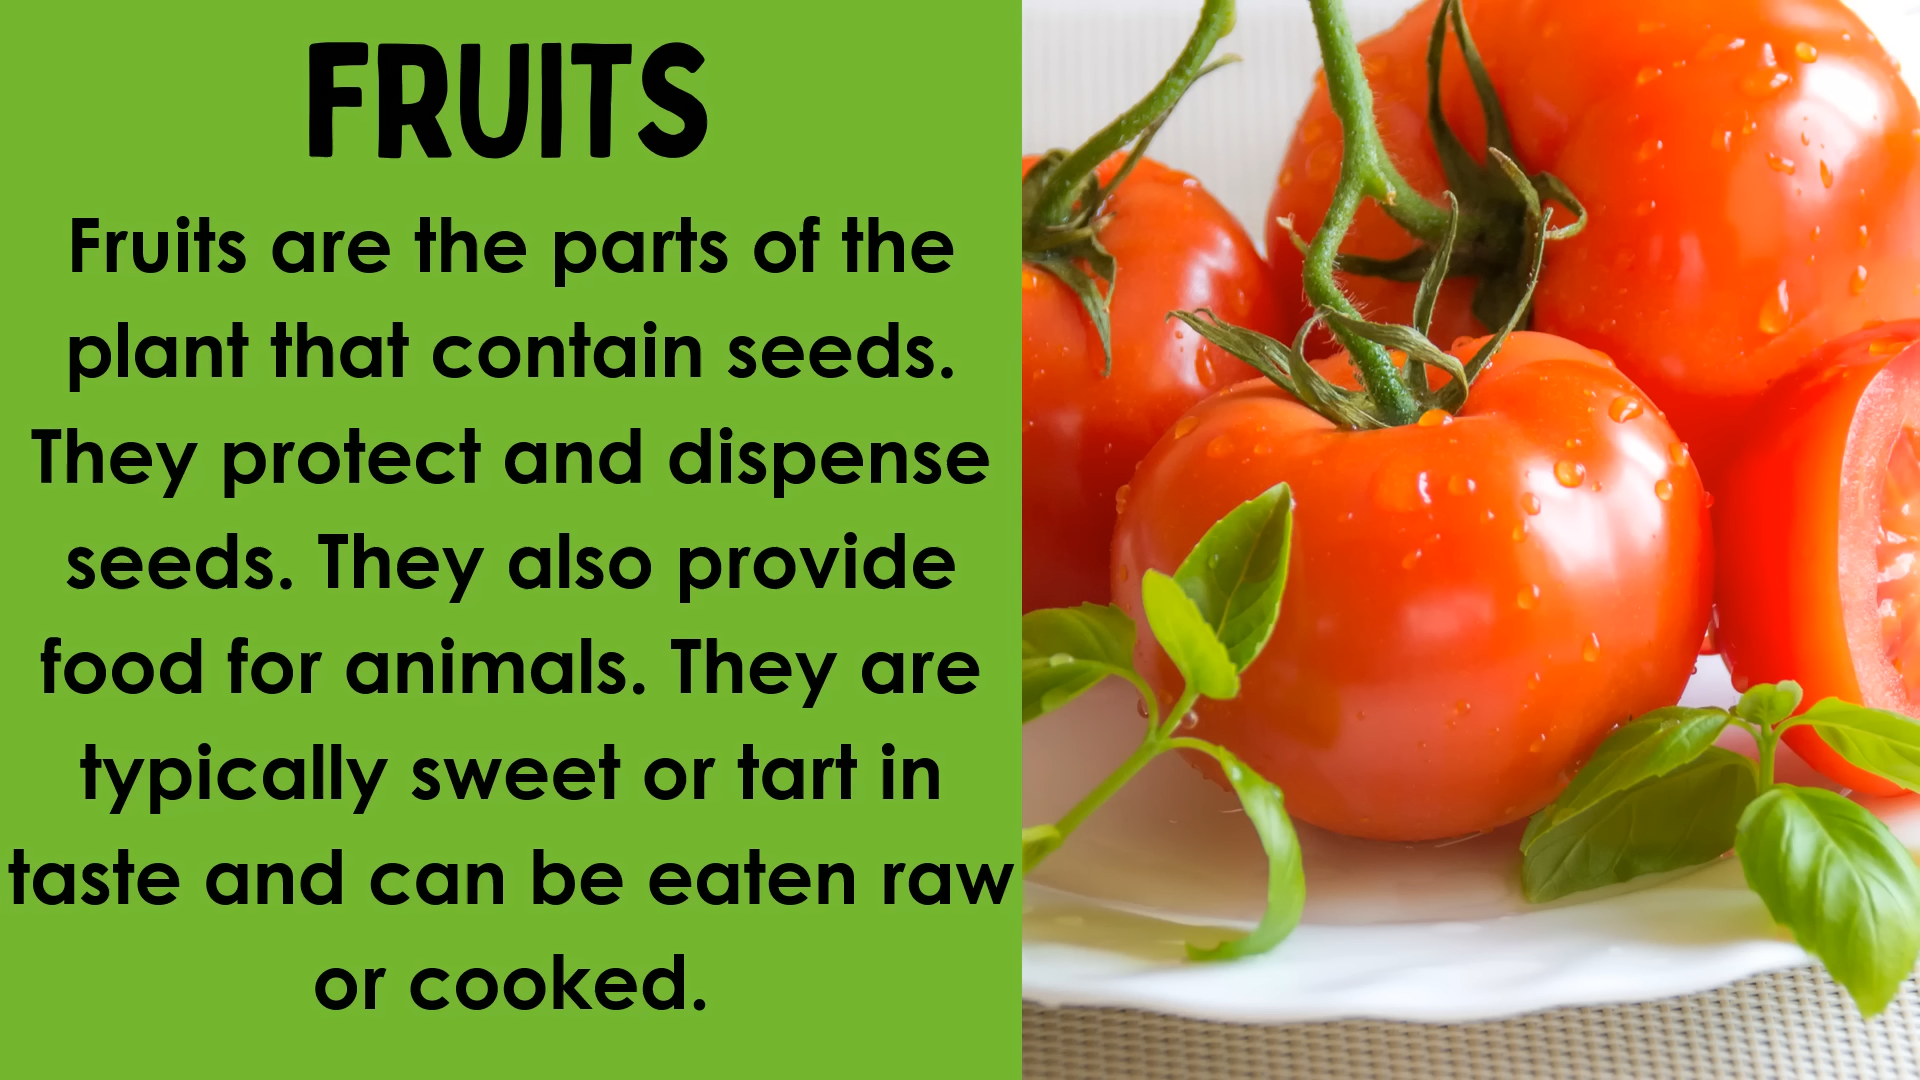 FRUITS
Fruits are the parts of the
plant that contain seeds.
They protect and dispense
seeds. They also provide
food for animals. They are
typically sweet or tart in
taste and can be eaten raw
or cooked.